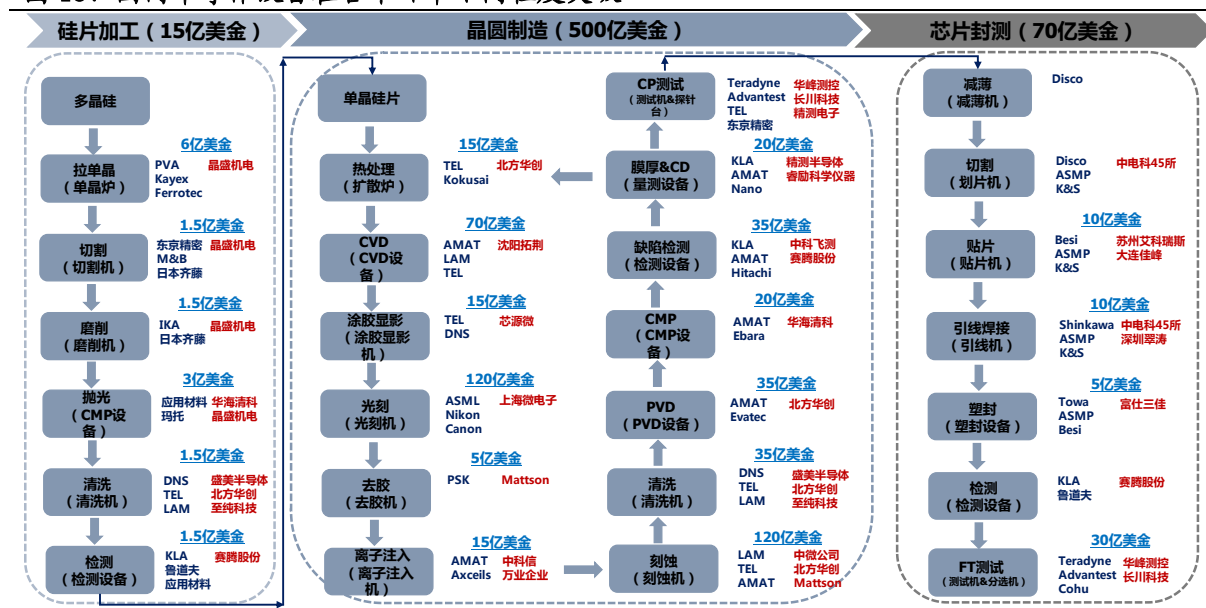 硅片加工（15亿美金）
晶圆制造（500亿美金）
芯片封测（70亿美金）
多晶硅
6亿美金
拉单晶
（单晶炉）
PVA 晶盛机电
Kayex
Ferrotec
1.5亿美金
切割
（切割机）
东京精密 晶盛机电
M&B
日本齐藤
1.5亿美金
磨削
（磨削机）
IKA 晶盛机电
日本齐藤
3亿美金
抛光
（CMP设
备）
应用材料 华海清科
玛托 晶盛机电
1.5亿美金
清洗
（清洗机）
DNS 盛美半导体
TEL 北方华创
LAM 至纯科技
1.5亿美金
检测
（检测设备）
KLA 赛腾股份
鲁道夫
应用材料
单晶硅片
15亿美金
热处理
（扩散炉）
TEL 北方华创
Kokusai
70亿美金
CVD
（CVD设
备）
AMAT 沈阳拓荆
LAM
TEL
15亿美金
涂胶显影
（涂胶显影
机）
TEL 芯源微
DNS
120亿美金
光刻
（光刻机）
ASML 上海微电子
Nikon
Canon
5亿美金
去胶
（去胶机）
PSK Mattson
15亿美金
离子注入
（离子注入
机）
AMAT 中科信
Axceils 万业企业
CP测试
（测试机&探针
台）
Teradyne 华峰测控
Advantest 长川科技
TEL 精测电子
东京精密
20亿美金
膜厚&CD
（量测设备）
KLA 精测半导体
AMAT 睿励科学仪器
Nano
35亿美金
缺陷检测
（检测设备）
KLA 中科飞测
AMAT 赛腾股份
Hitachi
20亿美金
CMP
（CMP设
备）
AMAT 华海清科
Ebara
35亿美金
PVD
（PVD设备）
AMAT 北方华创
Evatec
35亿美金
清洗
（清洗机）
DNS 盛美半导体
TEL 北方华创
LAM 至纯科技
120亿美金
刻蚀
（刻蚀机）
LAM 中微公司
TEL 北方华创
AMAT Mattson
减薄
（减薄机）
Disco
切割
（划片机）
Disco 中电科45所
ASMP
K&S
10亿美金
贴片
（贴片机）
Besi 苏州艾科瑞斯
ASMP 大连佳峰
K&S
10亿美金
引线焊接
（引线机）
Shinkawa 中电科45所
ASMP 深圳翠涛
K&S
5亿美金
塑封
（塑封设备）
Towa 富仕三佳
ASMP
Besi
检测
（检测设备）
KLA 赛腾股份
鲁道夫
30亿美金
FT测试
（测试机&分选机）
Teradyne 华峰测控
Advantest 长川科技
Cohu